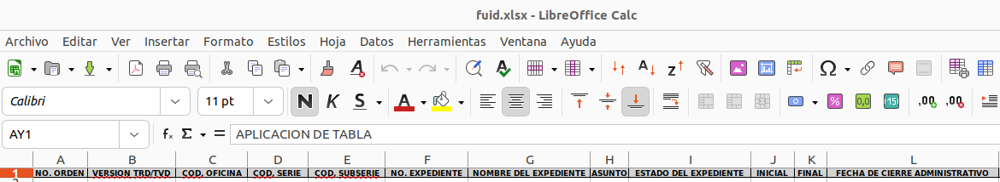 fuid.xlsx - LibreOffice Calc
Archivo Editar Ver Insertar Formato Estilos Hoja Datos Herramientas Ventana Ayuda
Calibri 11 pt N K S A
AY1 fx Σ = APLICACION DE TABLA
A B C D E F G H I J K L
1 NO. ORDEN VERSION TRD/TVD COD. OFICINA COD. SERIE COD. SUBSERIE NO. EXPEDIENTE NOMBRE DEL EXPEDIENTE ASUNTO ESTADO DEL EXPEDIENTE INICIAL FINAL FECHA DE CIERRE ADMINISTRATIVO